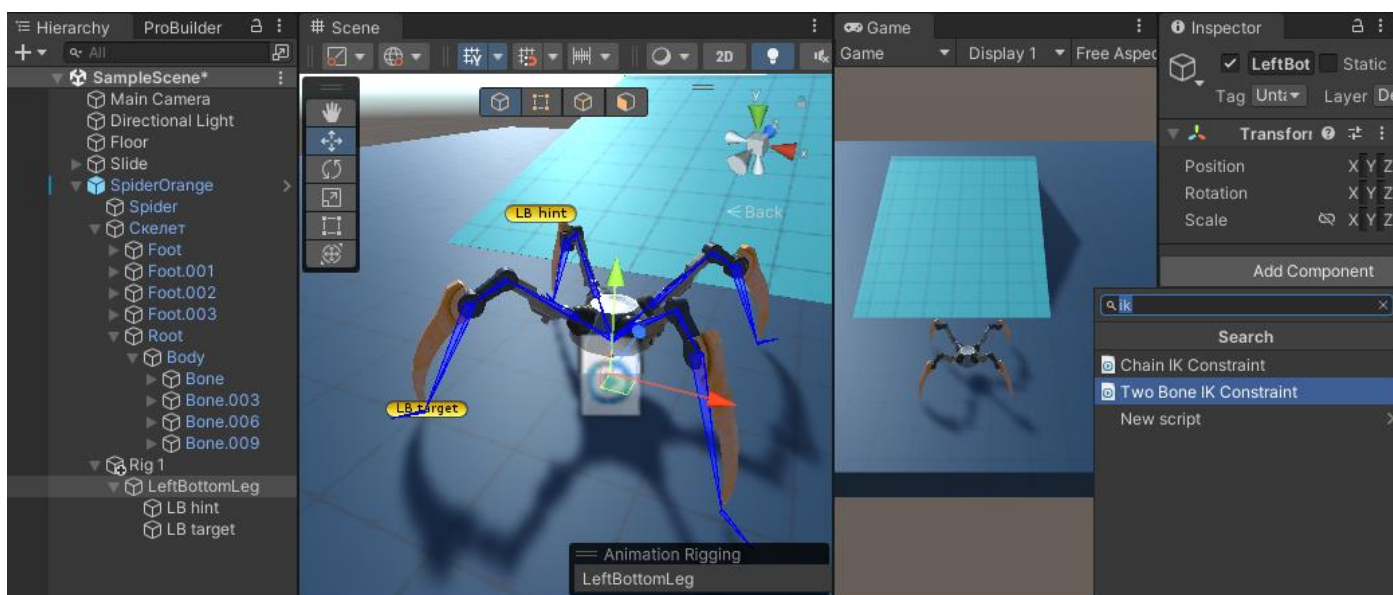 Hierarchy ProBuilder
All
SampleScene*
Main Camera
Directional Light
Floor
Slide
SpiderOrange
Spider
Скелет
Foot
Foot.001
Foot.002
Foot.003
Root
Body
Bone
Bone.003
Bone.006
Bone.009
Rig 1
LeftBottomLeg
LB hint
LB target
Scene
2D
y
x
Back
LB hint
LB target
Animation Rigging
LeftBottomLeg
Game
Game Display 1 Free Aspec
Inspector
LeftBot Static
Tag Unta Layer De
Transform
Position X Y Z
Rotation X Y Z
Scale X Y Z
Add Component
ik
Search
Chain IK Constraint
Two Bone IK Constraint
New script